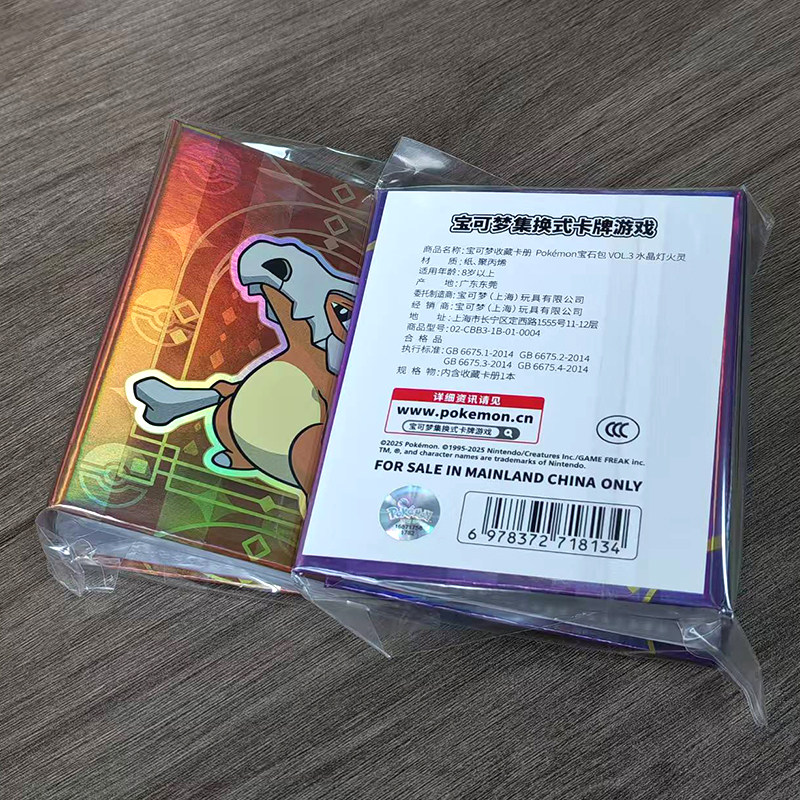 宝可梦集换式卡牌游戏
商品名称:宝可梦收藏卡册 Pokémon宝石包 VOL.3 水晶灯火灵
材 质:纸、聚丙烯
适用年龄:8岁以上
产 地:广东东莞
委托制造商:宝可梦(上海)玩具有限公司
经 销 商:宝可梦(上海)玩具有限公司
地 址:上海市长宁区定西路1555号11-12层
商品型号:02-CBB3-1B-01-0004
合 格 品
执行标准:GB 6675.1-2014 GB 6675.2-2014
GB 6675.3-2014 GB 6675.4-2014
规 格 物:内含收藏卡册1本
详细资讯请见
www.pokemon.cn
宝可梦集换式卡牌游戏
CCC
©2025 Pokémon. ©1995-2025 Nintendo/Creatures Inc./GAME FREAK inc.
TM, ®, and character names are trademarks of Nintendo.
FOR SALE IN MAINLAND CHINA ONLY
Pokémon
6 978372 718134